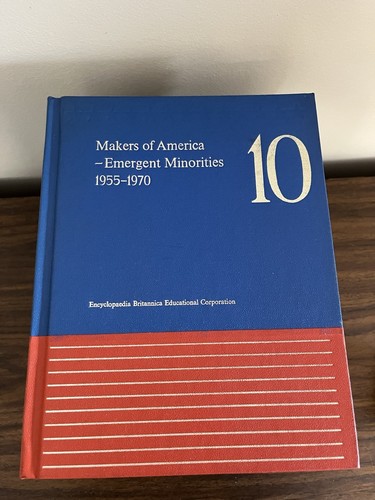 Makers of America
–Emergent Minorities
1955–1970
10
Encyclopaedia Britannica Educational Corporation